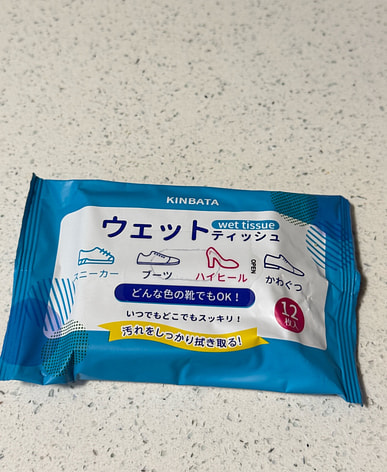 KINBATA
ウェット
wet tissue
ティッシュ
スニーカー
ブーツ
ハイヒール
OPEN
かわぐつ
どんな色の靴でもOK！
いつでもどこでもスッキリ！
12
枚入
汚れをしっかり拭き取る！